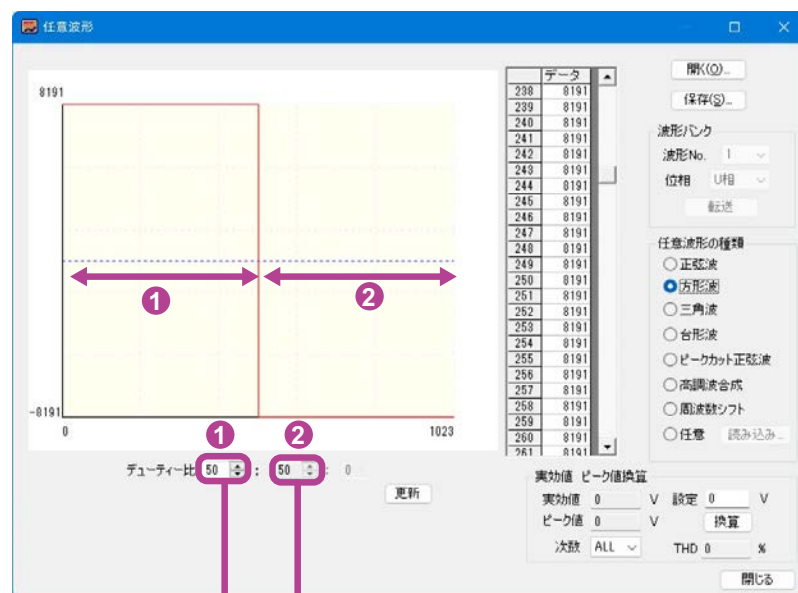 任意波形
開く(O)...
データ
8191
238 8191
239 8191
保存(S)...
240 8191
241 8191
波形バンク
242 8191
波形No. 1
243 8191
244 8191
位相 U相
245 8191
246 8191
転送
247 8191
248 8191
任意波形の種類
249 8191
正弦波
250 8191
方形波
251 8191
1
2
252 8191
三角波
253 8191
254 8191
台形波
255 8191
ピークカット正弦波
256 8191
257 8191
高調波合成
258 8191
-8191
周波数シフト
259 8191
0
1
2
1023
260 8191
任意 読み込み...
261 8191
デューティー比 50 : 50 : 0
更新
実効値 ピーク値換算
実効値 0 V 設定 0 V
ピーク値 0 V 換算
次数 ALL THD 0 %
閉じる